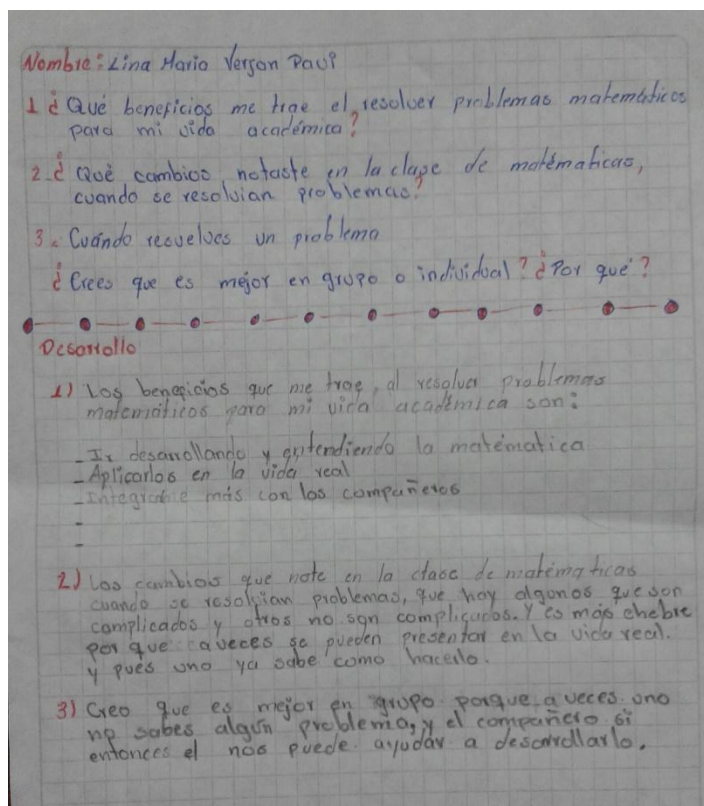 Nombre: Lina Maria Verson Davi
1 ¿Qué beneficios me trae el resolver problemas matemáticos
para mi vida académica?
2. ¿Qué cambios notaste en la clase de matématicas,
cuando se resolvian problemas?
3. Cuándo resuelves un problema
¿Crees que es mejor en grupo o individual? ¿Por qué?
Desarrollo
1) Los beneficios que me trae, al resolver problemas
matemáticos para mi vida académica son:
- Ir desarrollando y entendiendo la matématica
- Aplicarlos en la vida real
- Integrarme más con los compañeros
-
-
2) Los cambios que note en la clase de matématicas
cuando se resolvian problemas, que hay algunos que son
complicados y otros no son complicados. Y es más chebre
por que aveces se pueden presentar en la vida real.
y pues uno ya sabe como hacerlo.
3) Creo que es mejor en grupo porque a veces uno
no sabes algún problema, y el compañero si
entonces el nos puede ayudar a desarrollarlo.